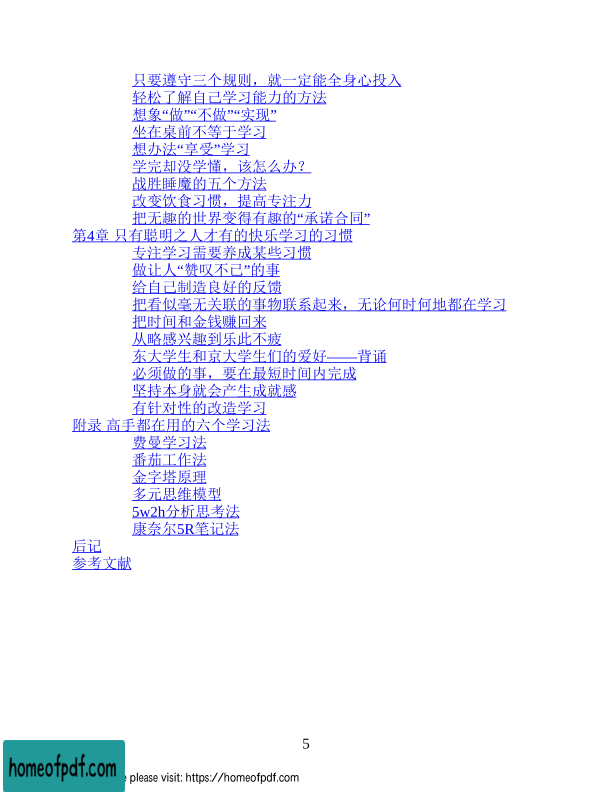 只要遵守三个规则，就一定能全身心投入
轻松了解自己学习能力的方法
想象“做”“不做”“实现”
坐在桌前不等于学习
想办法“享受”学习
学完却没学懂，该怎么办？
战胜睡魔的五个方法
改变饮食习惯，提高专注力
把无趣的世界变得有趣的“承诺合同”
第4章 只有聪明之人才有的快乐学习的习惯
专注学习需要养成某些习惯
做让人“赞叹不已”的事
给自己制造良好的反馈
把看似毫无关联的事物联系起来，无论何时何地都在学习
把时间和金钱赚回来
从略感兴趣到乐此不疲
东大学生和京大学生们的爱好——背诵
必须做的事，要在最短时间内完成
坚持本身就会产生成就感
有针对性的改造学习
附录 高手都在用的六个学习法
费曼学习法
番茄工作法
金字塔原理
多元思维模型
5w2h分析思考法
康奈尔5R笔记法
后记
参考文献
5
homeofpdf.com
please visit: https://homeofpdf.com